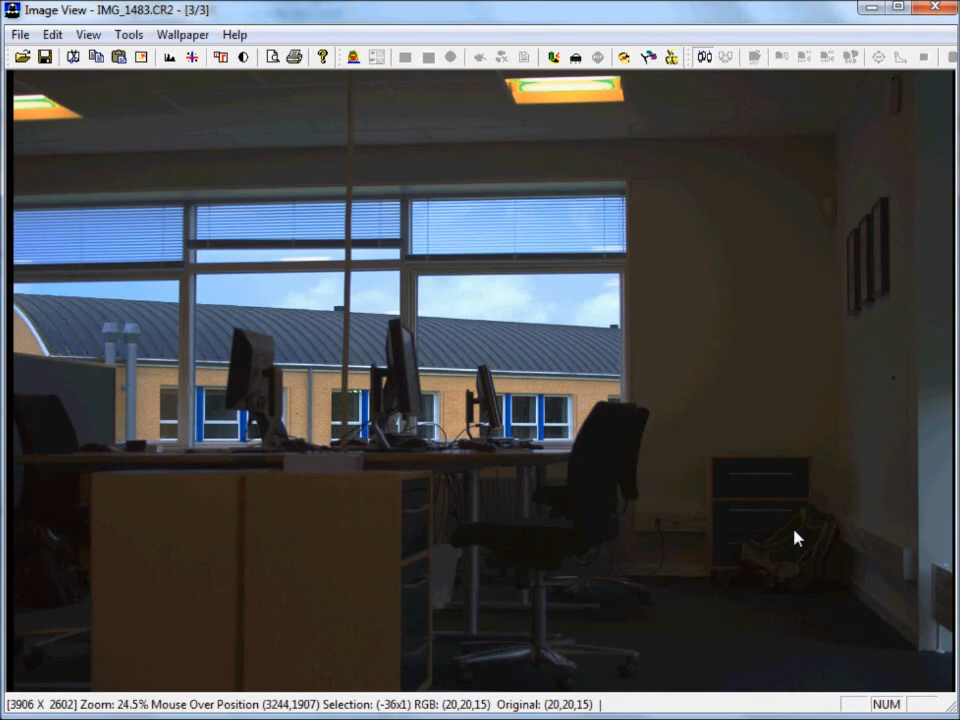 Image View - IMG_1483.CR2 - [3/3]
File Edit View Tools Wallpaper Help
[3906 X 2602] Zoom: 24.5% Mouse Over Position (3244,1907) Selection: (-36x1) RGB: (20,20,15) Original: (20,20,15) | NUM